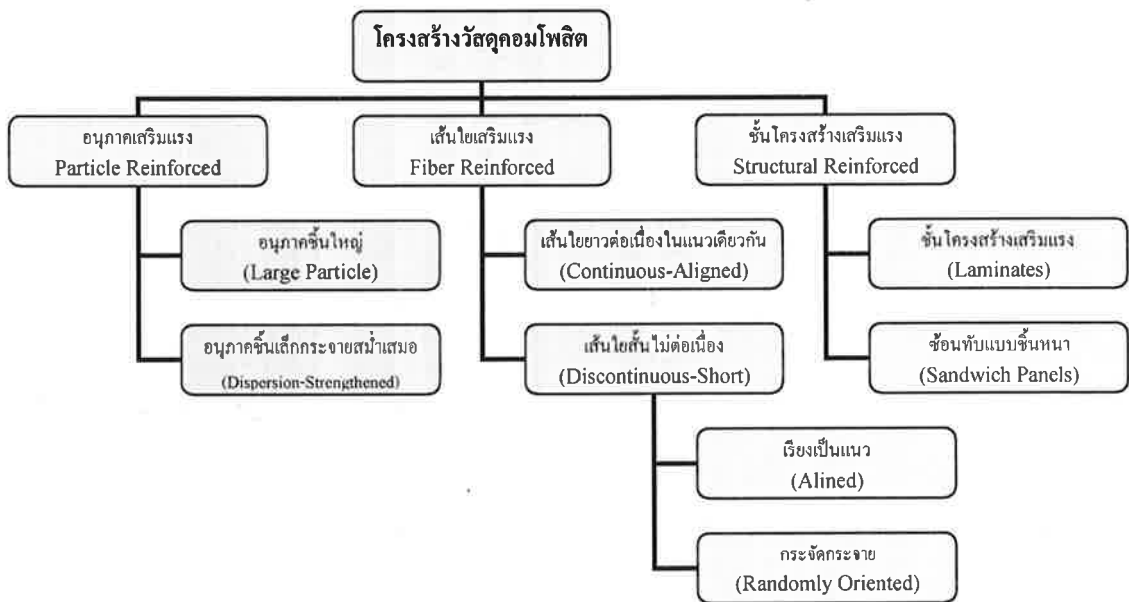 โครงสร้างวัสดุคอมโพสิต
อนุภาคเสริมแรง
Particle Reinforced
เส้นใยเสริมแรง
Fiber Reinforced
ชั้นโครงสร้างเสริมแรง
Structural Reinforced
อนุภาคชิ้นใหญ่
(Large Particle)
เส้นใยยาวต่อเนื่องในแนวเดียวกัน
(Continuous-Aligned)
ชั้นโครงสร้างเสริมแรง
(Laminates)
อนุภาคชิ้นเล็กกระจายสม่ำเสมอ
(Dispersion-Strengthened)
เส้นใยสั้นไม่ต่อเนื่อง
(Discontinuous-Short)
ซ้อนทับแบบชิ้นหนา
(Sandwich Panels)
เรียงเป็นแนว
(Alined)
กระจัดกระจาย
(Randomly Oriented)